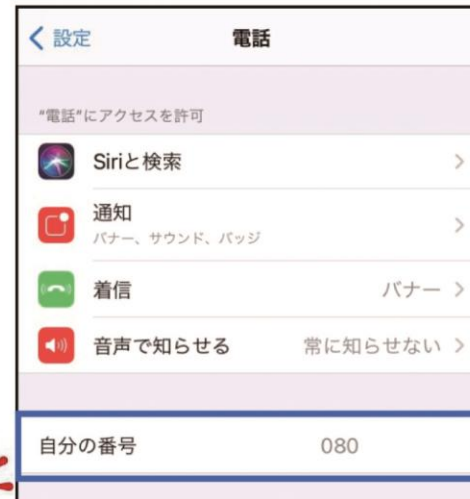 設定
電話
"電話"にアクセスを許可
Siriと検索
通知
バナー、サウンド、バッジ
着信 バナー
音声で知らせる 常に知らせない
自分の番号 080